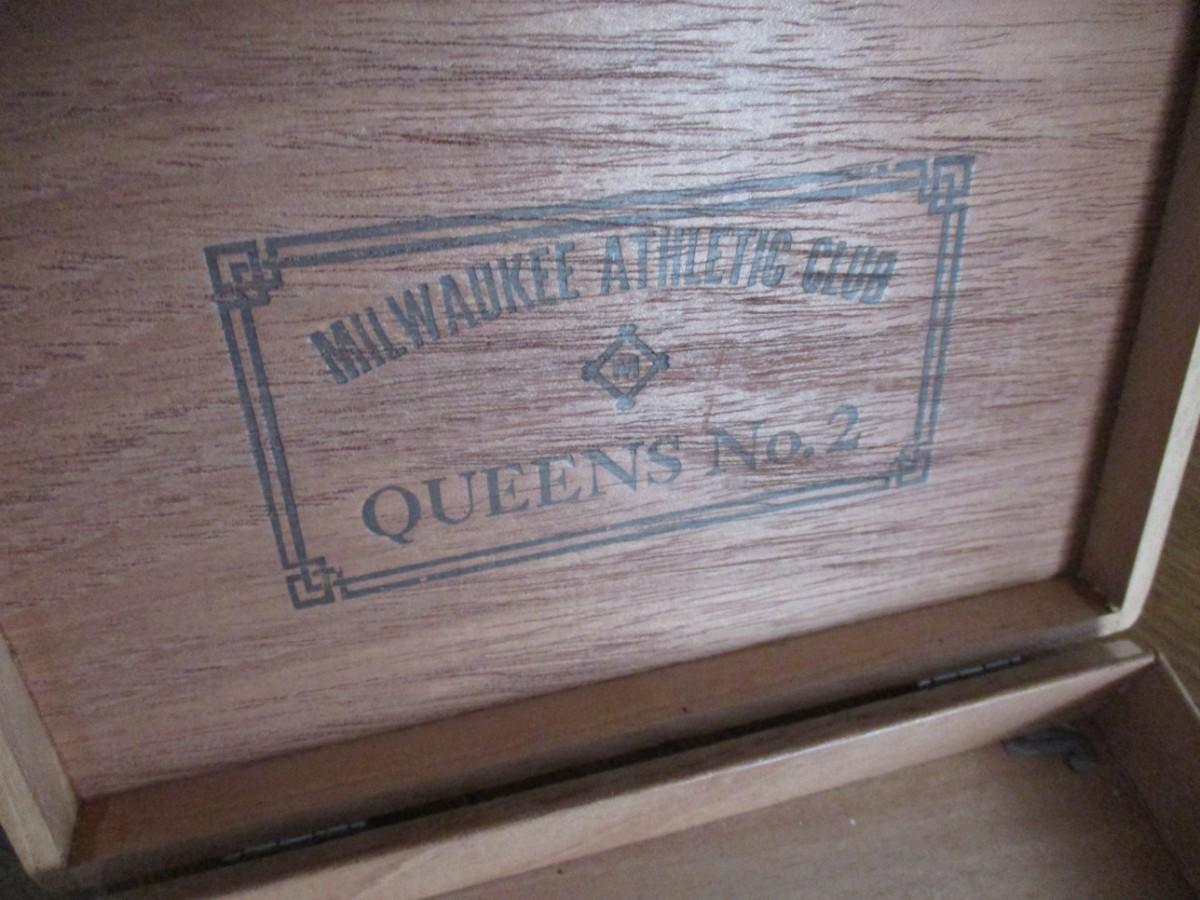 MILWAUKEE ATHLETIC CLUB
M
QUEENS No. 2